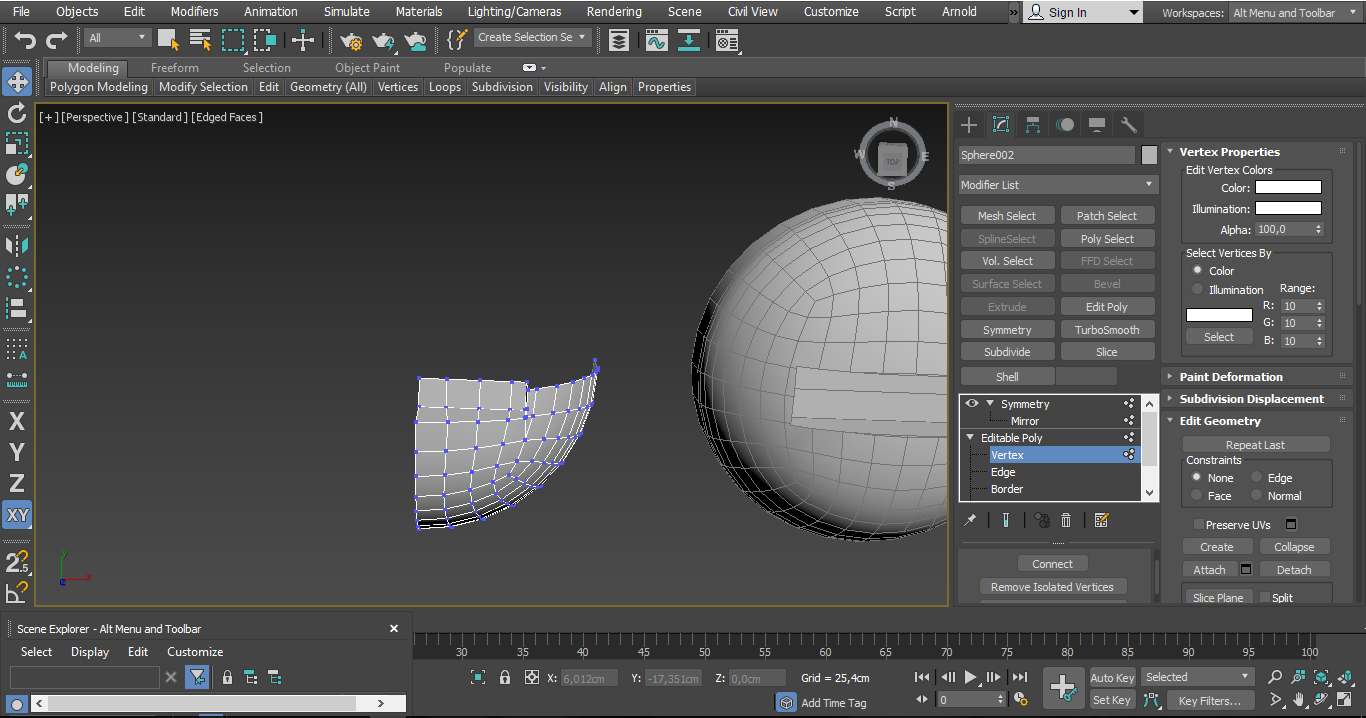 File Objects Edit Modifiers Animation Simulate Materials Lighting/Cameras Rendering Scene Civil View Customize Script Arnold » Sign In Workspaces: Alt Menu and Toolbar
All Create Selection Se
Modeling Freeform Selection Object Paint Populate
Polygon Modeling Modify Selection Edit Geometry (All) Vertices Loops Subdivision Visibility Align Properties
[+] [Perspective] [Standard] [Edged Faces]
N
W TOP E
S
Sphere002
Modifier List
Mesh Select Patch Select
SplineSelect Poly Select
Vol. Select FFD Select
Surface Select Bevel
Extrude Edit Poly
Symmetry TurboSmooth
Subdivide Slice
Shell
Symmetry
Mirror
Editable Poly
Vertex
Edge
Border
Connect
Remove Isolated Vertices
Vertex Properties
Edit Vertex Colors
Color:
Illumination:
Alpha: 100,0
Select Vertices By
Color
Illumination Range:
R: 10
G: 10
Select B: 10
Paint Deformation
Subdivision Displacement
Edit Geometry
Repeat Last
Constraints
None Edge
Face Normal
Preserve UVs
Create Collapse
Attach Detach
Slice Plane Split
A
X
Y
Z
XY
2.5
y
x
z
Scene Explorer - Alt Menu and Toolbar
Select Display Edit Customize
30 35 40 45 50 55 60 65 70 75 80 85 90 95 100
X: 6,012cm Y: -17,351cm Z: 0,0cm Grid = 25,4cm
Add Time Tag
0
Auto Key Selected
Set Key Key Filters...